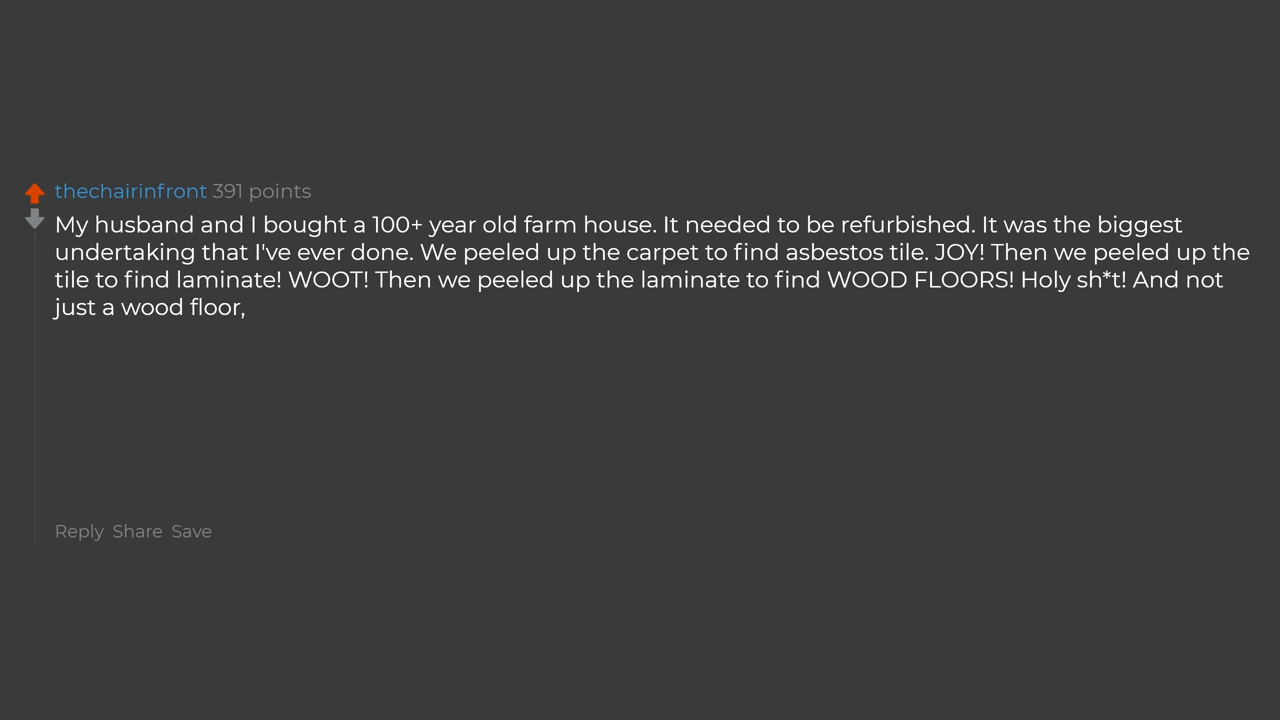 thechairinfront 391 points
My husband and I bought a 100+ year old farm house. It needed to be refurbished. It was the biggest
undertaking that I've ever done. We peeled up the carpet to find asbestos tile. JOY! Then we peeled up the
tile to find laminate! WOOT! Then we peeled up the laminate to find WOOD FLOORS! Holy sh*t! And not
just a wood floor,
Reply Share Save